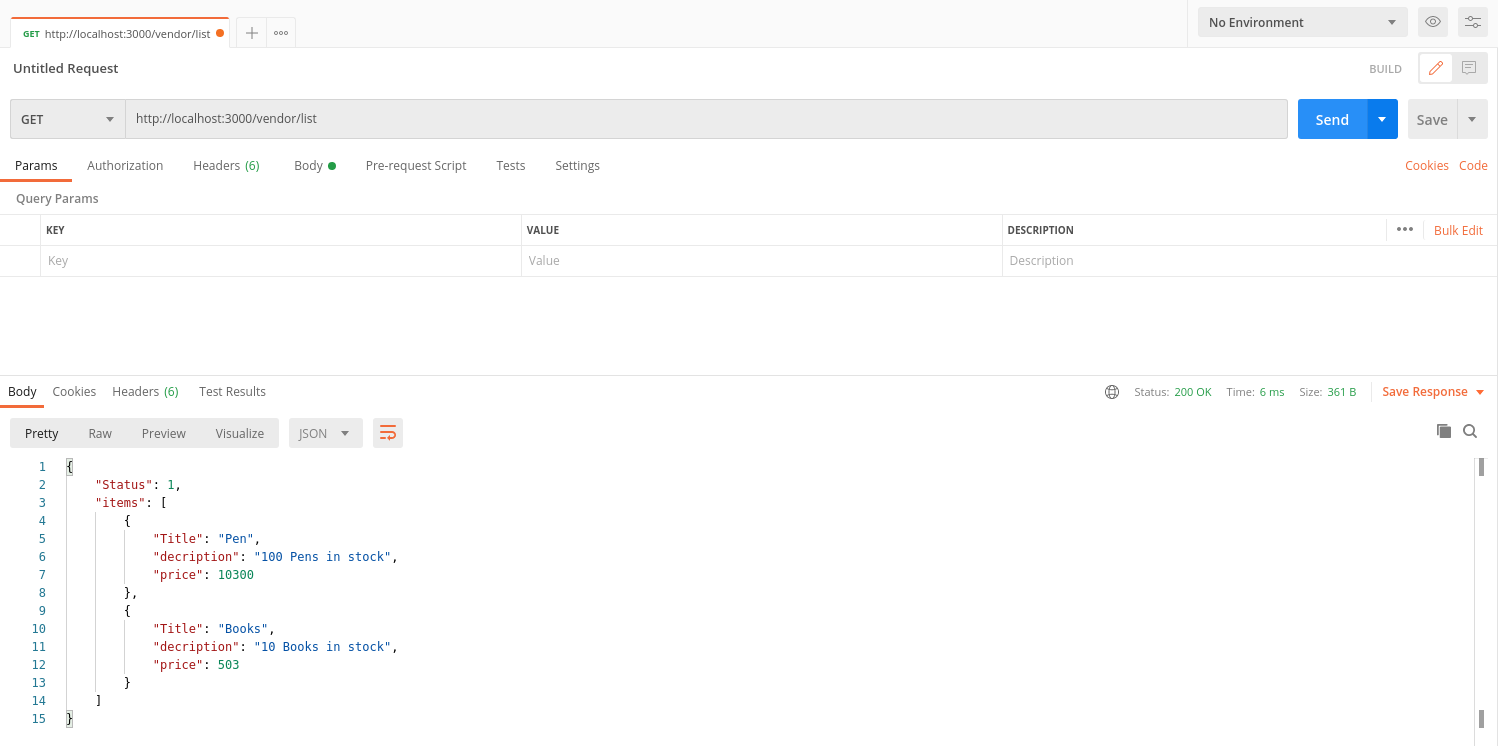 GET http://localhost:3000/vendor/list
No Environment
Untitled Request
BUILD
GET http://localhost:3000/vendor/list Send Save
Params Authorization Headers (6) Body Pre-request Script Tests Settings Cookies Code
Query Params
KEY VALUE DESCRIPTION Bulk Edit
Key Value Description
Body Cookies Headers (6) Test Results Status: 200 OK Time: 6 ms Size: 361 B Save Response
Pretty Raw Preview Visualize JSON
1 {
2 "Status": 1,
3 "items": [
4 {
5 "Title": "Pen",
6 "decription": "100 Pens in stock",
7 "price": 10300
8 },
9 {
10 "Title": "Books",
11 "decription": "10 Books in stock",
12 "price": 503
13 }
14 ]
15 }